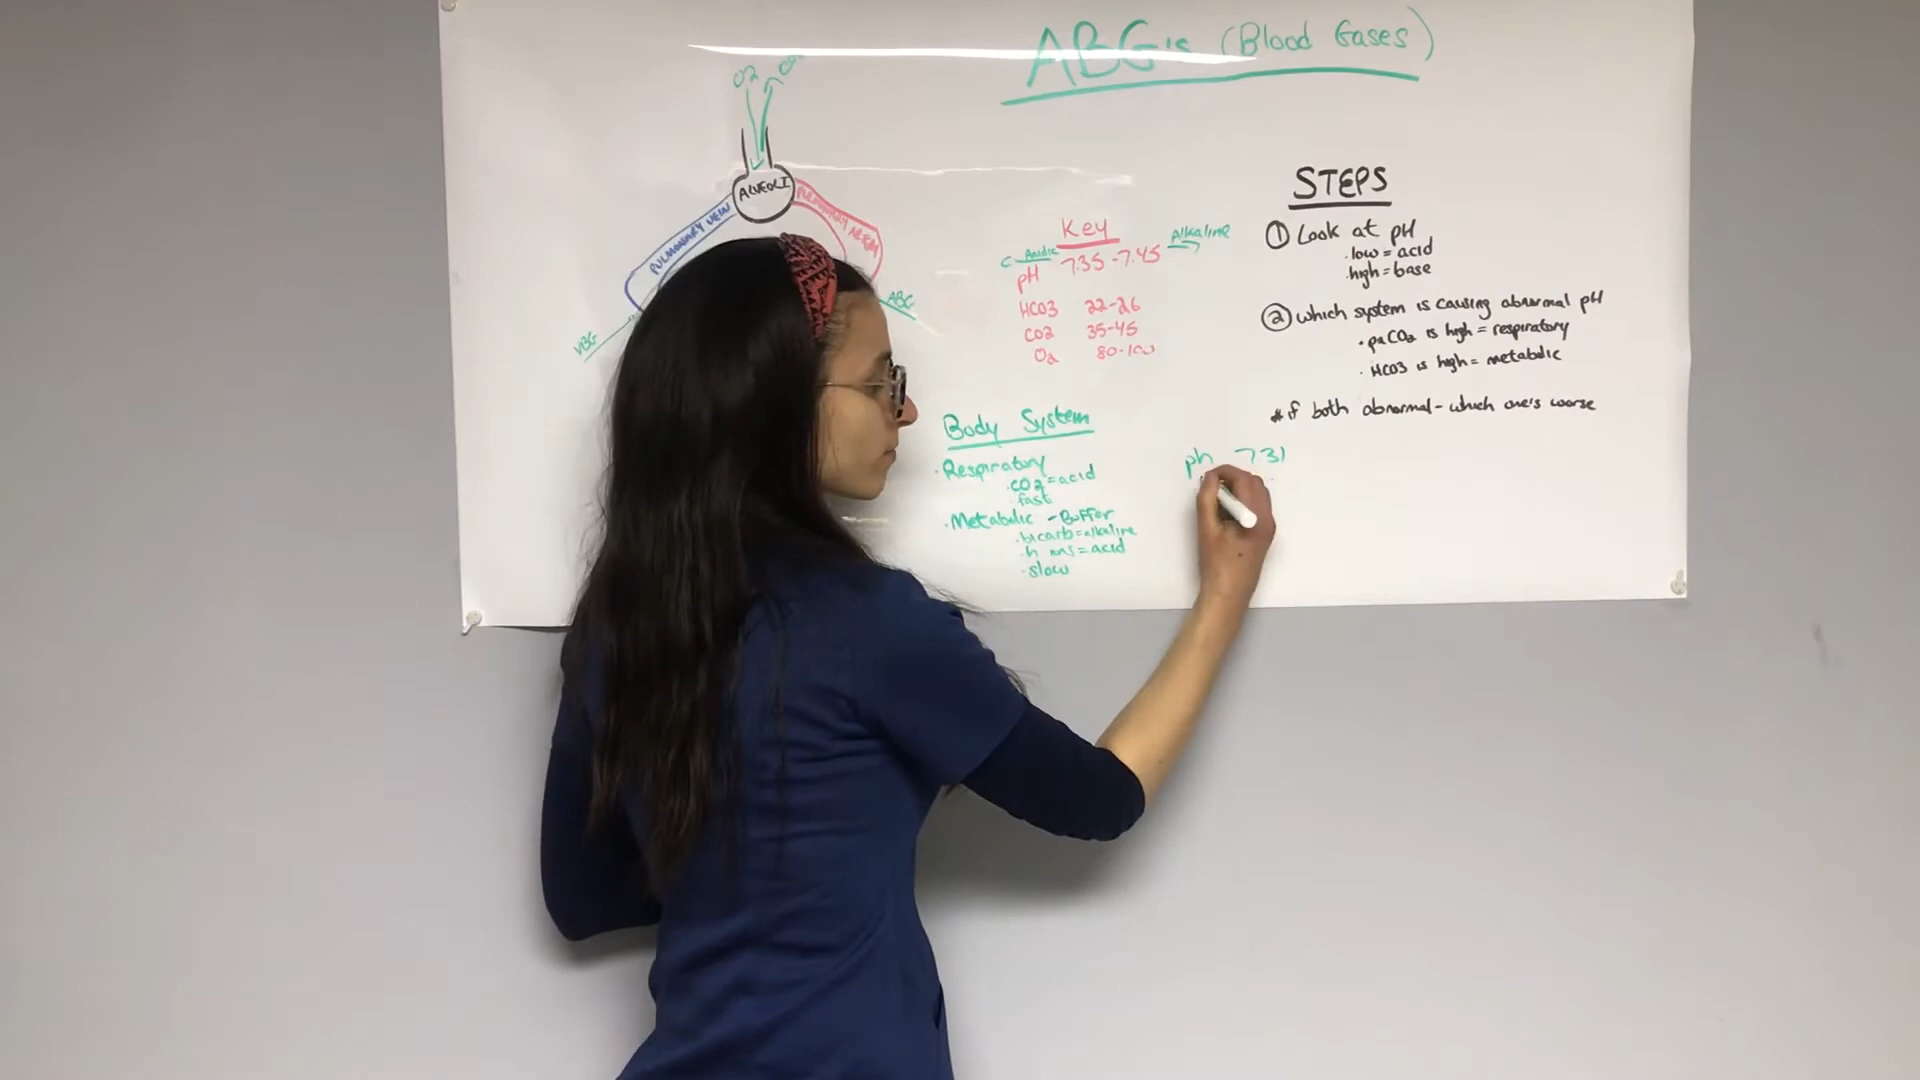 ABG's (Blood Gases)
O2
ALVEOLI
PULMONARY VEIN
PULMONARY
VBG
ABG
Key
Acidic
Alkaline
pH 7.35-7.45
HCO3 22-26
CO2 35-45
O2 80-100
Body System
• Respiratory
• CO2 = acid
• fast
• Metabolic - Buffer
• bicarb = alkaline
• h ions = acid
• slow
STEPS
① Look at pH
• low = acid
• high = base
② which system is causing abnormal pH
• paCO2 is high = respiratory
• HCO3 is high = metabolic
* if both abnormal - which one's worse
ph 731